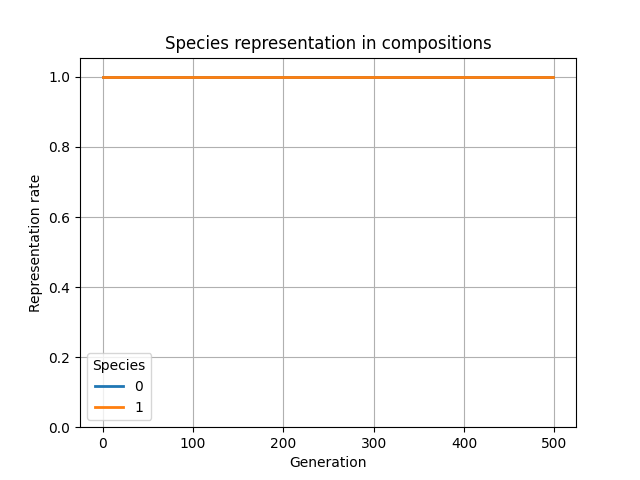 Species representation in compositions
Representation rate
1.0
0.8
0.6
0.4
0.2
0.0
Species
0
1
0 100 200 300 400 500
Generation